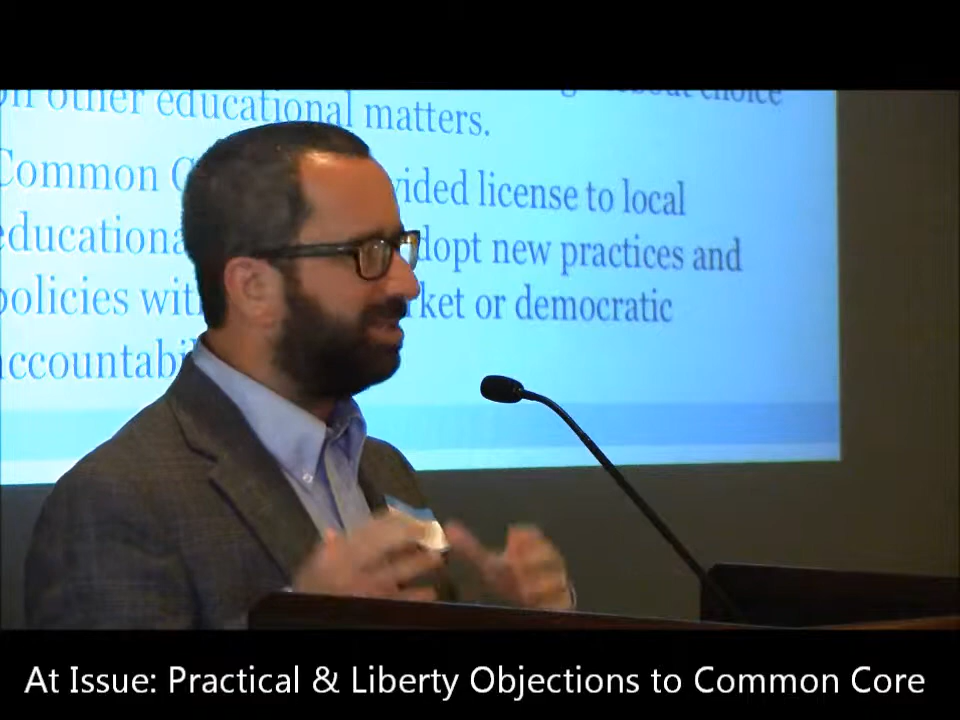 on other educational matters.
Common
vided license to local
educationa
dopt new practices and
policies wit
rket or democratic
accountabi
At Issue: Practical & Liberty Objections to Common Core